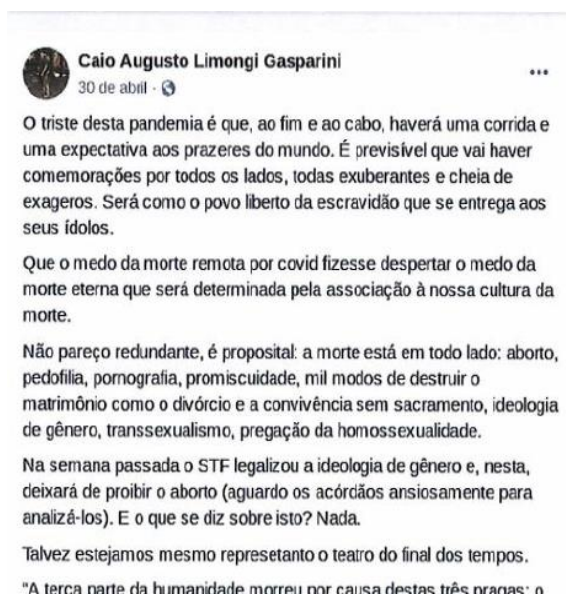 Caio Augusto Limongi Gasparini
30 de abril ·
O triste desta pandemia é que, ao fim e ao cabo, haverá uma corrida e
uma expectativa aos prazeres do mundo. É previsível que vai haver
comemorações por todos os lados, todas exuberantes e cheia de
exageros. Será como o povo liberto da escravidão que se entrega aos
seus ídolos.
Que o medo da morte remota por covid fizesse despertar o medo da
morte eterna que será determinada pela associação à nossa cultura da
morte.
Não pareço redundante, é proposital: a morte está em todo lado: aborto,
pedofilia, pornografia, promiscuidade, mil modos de destruir o
matrimônio como o divórcio e a convivência sem sacramento, ideologia
de gênero, transsexualismo, pregação da homossexualidade.
Na semana passada o STF legalizou a ideologia de gênero e, nesta,
deixará de proibir o aborto (aguardo os acórdãos ansiosamente para
analizá-los). E o que se diz sobre isto? Nada.
Talvez estejamos mesmo represetanto o teatro do final dos tempos.
"A terça parte da humanidade morreu por causa destas três pragas: o